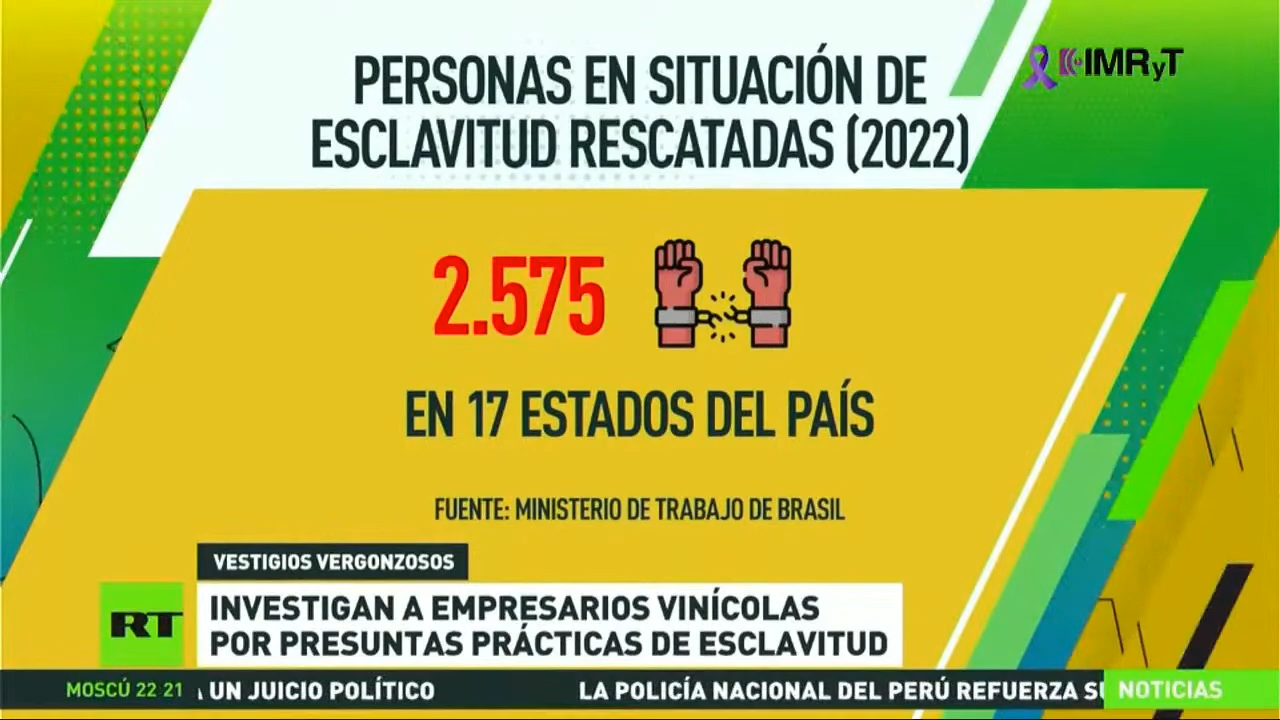 PERSONAS EN SITUACIÓN DE
ESCLAVITUD RESCATADAS (2022)
IMRyT
2.575
EN 17 ESTADOS DEL PAÍS
FUENTE: MINISTERIO DE TRABAJO DE BRASIL
VESTIGIOS VERGONZOSOS
RT
INVESTIGAN A EMPRESARIOS VINÍCOLAS
POR PRESUNTAS PRÁCTICAS DE ESCLAVITUD
MOSCÚ 22 21 UN JUICIO POLÍTICO LA POLICÍA NACIONAL DEL PERÚ REFUERZA NOTICIAS